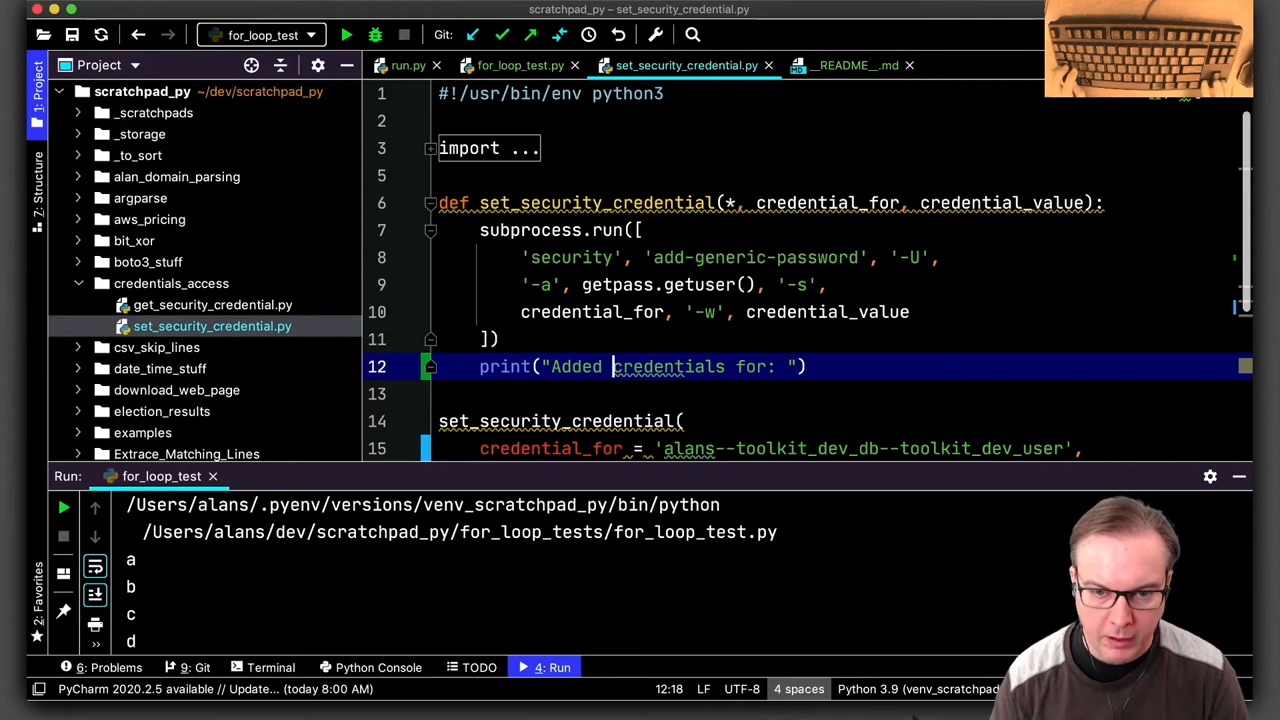 scratchpad_py – set_security_credential.py
for_loop_test
Git:
1: Project
Z: Structure
2: Favorites
Project
scratchpad_py ~/dev/scratchpad_py
_scratchpads
_storage
_to_sort
alan_domain_parsing
argparse
aws_pricing
bit_xor
boto3_stuff
credentials_access
get_security_credential.py
set_security_credential.py
csv_skip_lines
date_time_stuff
download_web_page
election_results
examples
Extrace_Matching_Lines
run.py for_loop_test.py set_security_credential.py __README__.md
1 #!/usr/bin/env python3
2
3 import ...
5
6 def set_security_credential(*, credential_for, credential_value):
7 subprocess.run([
8 'security', 'add-generic-password', '-U',
9 '-a', getpass.getuser(), '-s',
10 credential_for, '-w', credential_value
11 ])
12 print("Added credentials for: ")
13
14 set_security_credential(
15 credential_for = 'alans--toolkit_dev_db--toolkit_dev_user',
Run: for_loop_test
/Users/alans/.pyenv/versions/venv_scratchpad_py/bin/python
/Users/alans/dev/scratchpad_py/for_loop_tests/for_loop_test.py
a
b
c
d
6: Problems 9: Git Terminal Python Console TODO 4: Run
PyCharm 2020.2.5 available // Update... (today 8:00 AM) 12:18 LF UTF-8 4 spaces Python 3.9 (venv_scratchpad